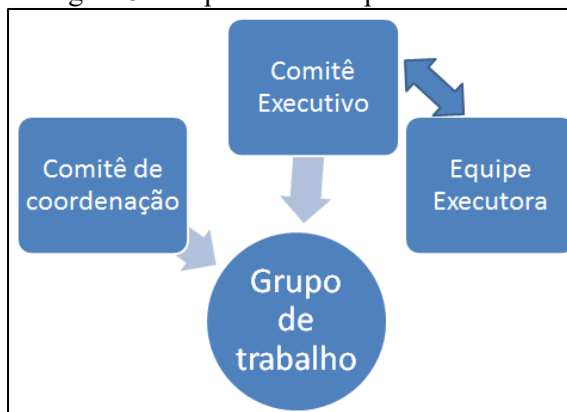 Comitê
Executivo
Comitê de
coordenação
Equipe
Executora
Grupo
de
trabalho